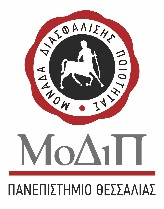 ΜΟΝΑΔΑ ΔΙΑΣΦΑΛΙΣΗΣ ΠΟΙΟΤΗΤΑΣ
ΜοΔιΠ
ΠΑΝΕΠΙΣΤΗΜΙΟ ΘΕΣΣΑΛΙΑΣ